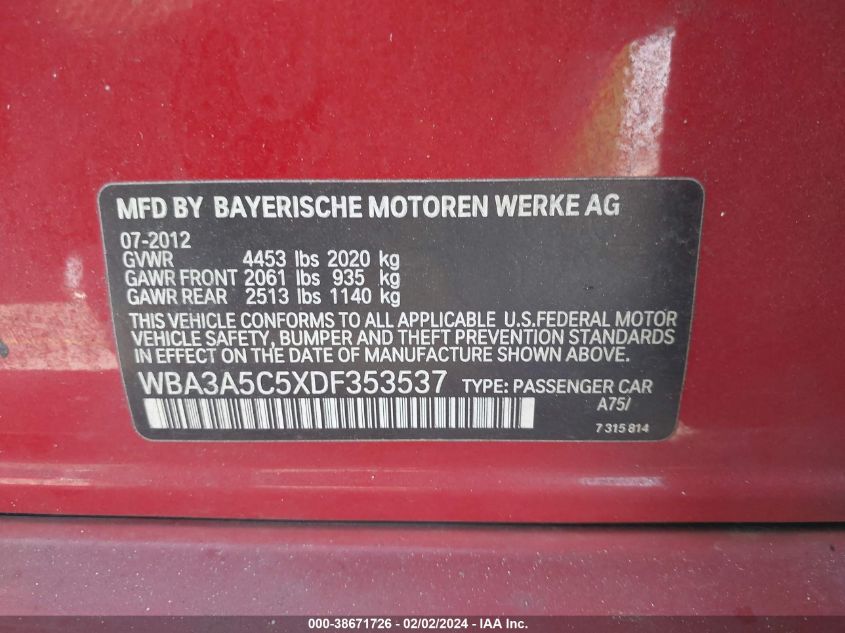 MFD BY BAYERISCHE MOTOREN WERKE AG
07-2012
GVWR 4453 lbs 2020 kg
GAWR FRONT 2061 lbs 935 kg
GAWR REAR 2513 lbs 1140 kg
THIS VEHICLE CONFORMS TO ALL APPLICABLE U.S.FEDERAL MOTOR
VEHICLE SAFETY, BUMPER AND THEFT PREVENTION STANDARDS
IN EFFECT ON THE DATE OF MANUFACTURE SHOWN ABOVE.
WBA3A5C5XDF353537 TYPE: PASSENGER CAR
A75/
7 315 814
000-38671726 - 02/02/2024 - IAAI Inc.